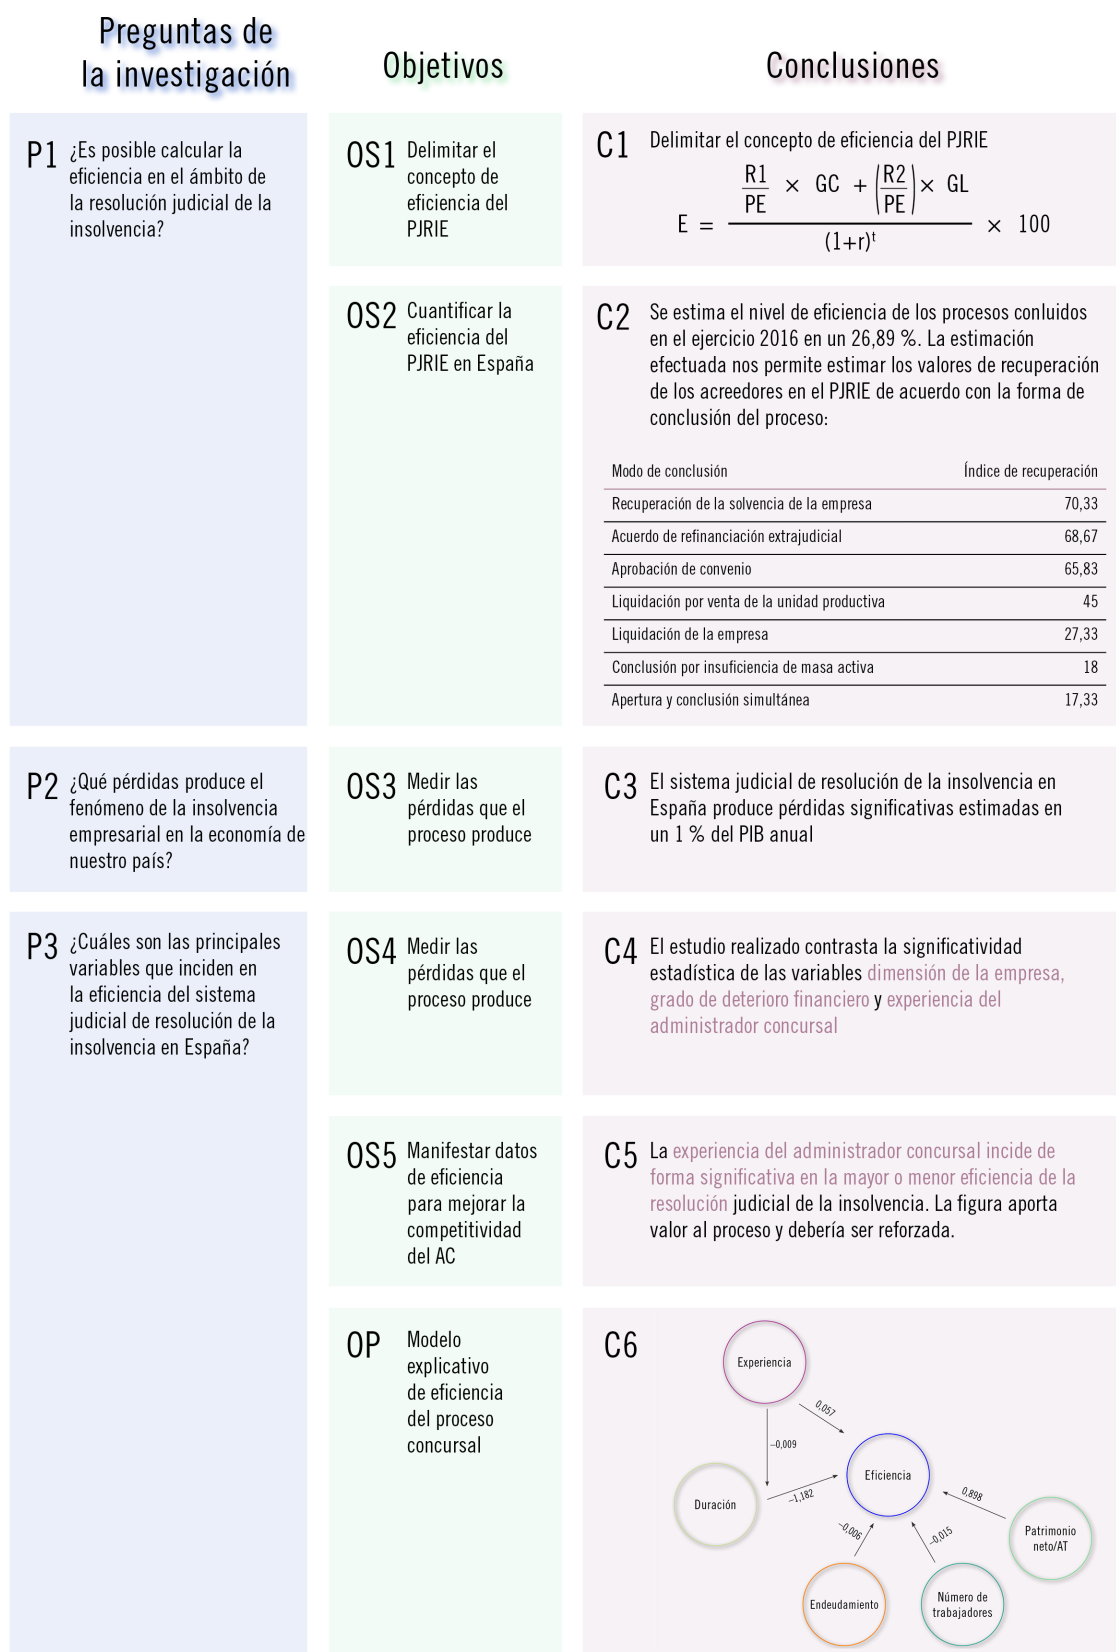 Preguntas de
la investigación
Objetivos
Conclusiones
P1 ¿Es posible calcular la
eficiencia en el ámbito de
la resolución judicial de la
insolvencia?
OS1 Delimitar el
concepto de
eficiencia del
PJRIE
C1 Delimitar el concepto de eficiencia del PJRIE
E = (R1/PE × GC + (R2/PE) × GL) / (1+r)^t × 100
OS2 Cuantificar la
eficiencia del
PJRIE en España
C2 Se estima el nivel de eficiencia de los procesos conluidos
en el ejercicio 2016 en un 26,89 %. La estimación
efectuada nos permite estimar los valores de recuperación
de los acreedores en el PJRIE de acuerdo con la forma de
conclusión del proceso:
Modo de conclusión Índice de recuperación
Recuperación de la solvencia de la empresa 70,33
Acuerdo de refinanciación extrajudicial 68,67
Aprobación de convenio 65,83
Liquidación por venta de la unidad productiva 45
Liquidación de la empresa 27,33
Conclusión por insuficiencia de masa activa 18
Apertura y conclusión simultánea 17,33
P2 ¿Qué pérdidas produce el
fenómeno de la insolvencia
empresarial en la economía de
nuestro país?
OS3 Medir las
pérdidas que el
proceso produce
C3 El sistema judicial de resolución de la insolvencia en
España produce pérdidas significativas estimadas en
un 1 % del PIB anual
P3 ¿Cuáles son las principales
variables que inciden en
la eficiencia del sistema
judicial de resolución de la
insolvencia en España?
OS4 Medir las
pérdidas que el
proceso produce
C4 El estudio realizado contrasta la significatividad
estadística de las variables dimensión de la empresa,
grado de deterioro financiero y experiencia del
administrador concursal
OS5 Manifestar datos
de eficiencia
para mejorar la
competitividad
del AC
C5 La experiencia del administrador concursal incide de
forma significativa en la mayor o menor eficiencia de la
resolución judicial de la insolvencia. La figura aporta
valor al proceso y debería ser reforzada.
OP Modelo
explicativo
de eficiencia
del proceso
concursal
C6
Experiencia
0,057
–0,009
Eficiencia
Duración
–1,182
0,898
Patrimonio
neto/AT
–0,006
–0,015
Endeudamiento
Número de
trabajadores